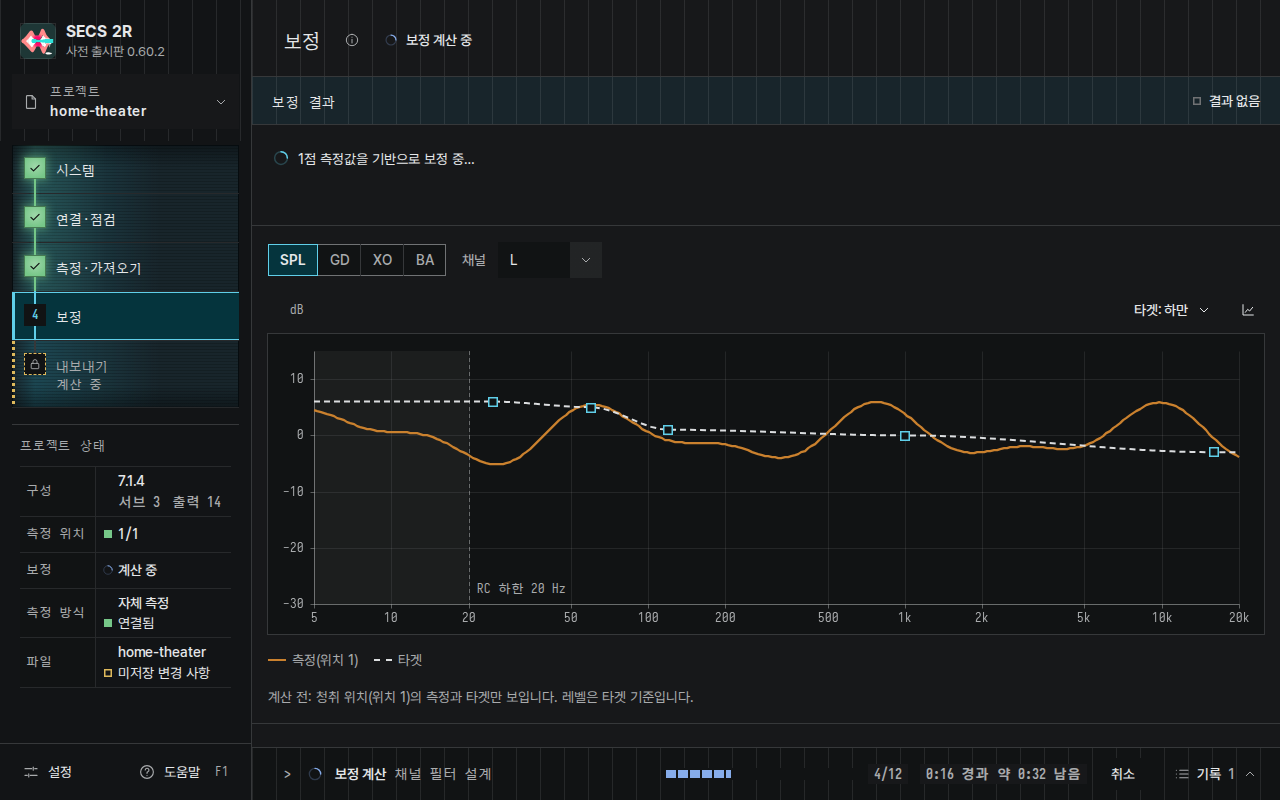 SECS 2R
사전 출시판 0.60.2
프로젝트
home-theater
시스템
연결·점검
측정·가져오기
4 보정
내보내기
계산 중
프로젝트 상태
구성 7.1.4
서브 3 출력 14
측정 위치 1/1
보정 계산 중
측정 방식 자체 측정
연결됨
파일 home-theater
미저장 변경 사항
설정 도움말 F1
보정 보정 계산 중
보정 결과 결과 없음
1점 측정값을 기반으로 보정 중...
SPL GD XO BA 채널 L
dB 타겟: 하만
10
0
-10
-20
-30
RC 하한 20 Hz
5 10 20 50 100 200 500 1k 2k 5k 10k 20k
측정(위치 1) 타겟
계산 전: 청취 위치(위치 1)의 측정과 타겟만 보입니다. 레벨은 타겟 기준입니다.
> 보정 계산 채널 필터 설계 4/12 0:16 경과 약 0:32 남음 취소 기록 1